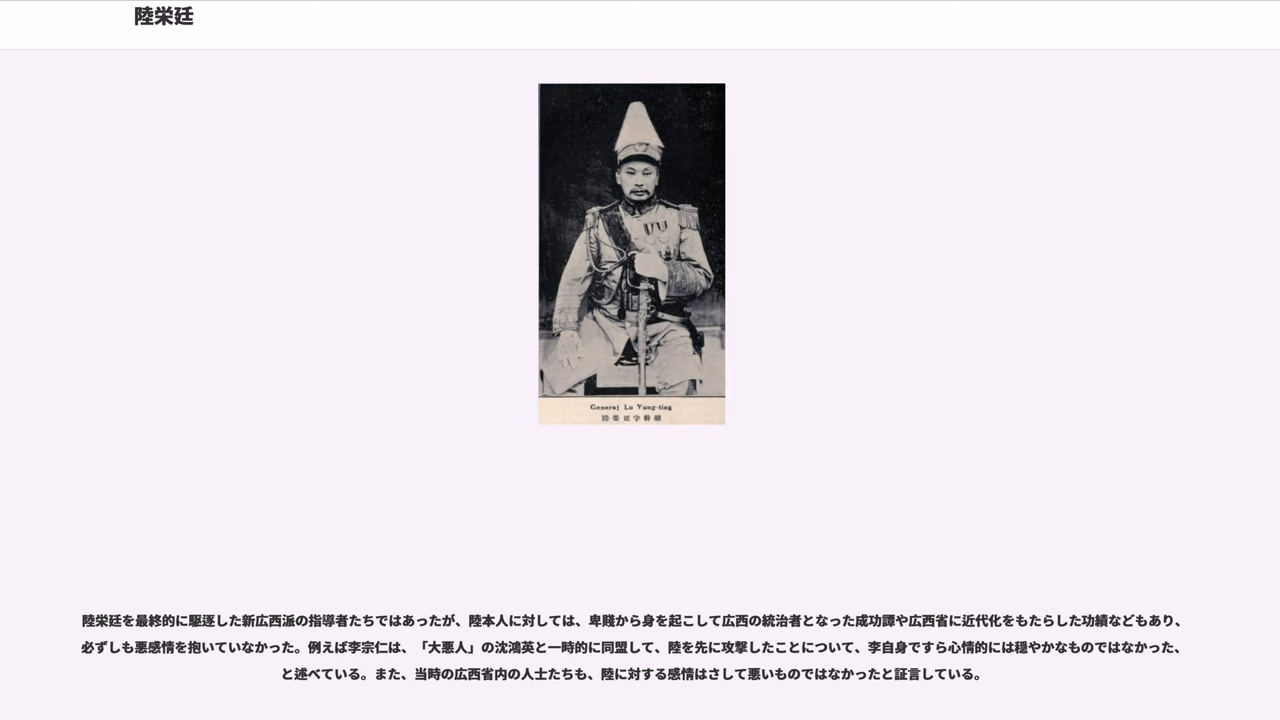 陸栄廷
General Lu Yung-ting
陸榮廷字幹卿
陸栄廷を最終的に駆逐した新広西派の指導者たちではあったが、陸本人に対しては、卑賤から身を起こして広西の統治者となった成功譚や広西省に近代化をもたらした功績などもあり、
必ずしも悪感情を抱いていなかった。例えば李宗仁は、「大悪人」の沈鴻英と一時的に同盟して、陸を先に攻撃したことについて、李自身ですら心情的には穏やかなものではなかった、
と述べている。また、当時の広西省内の人士たちも、陸に対する感情はさして悪いものではなかったと証言している。